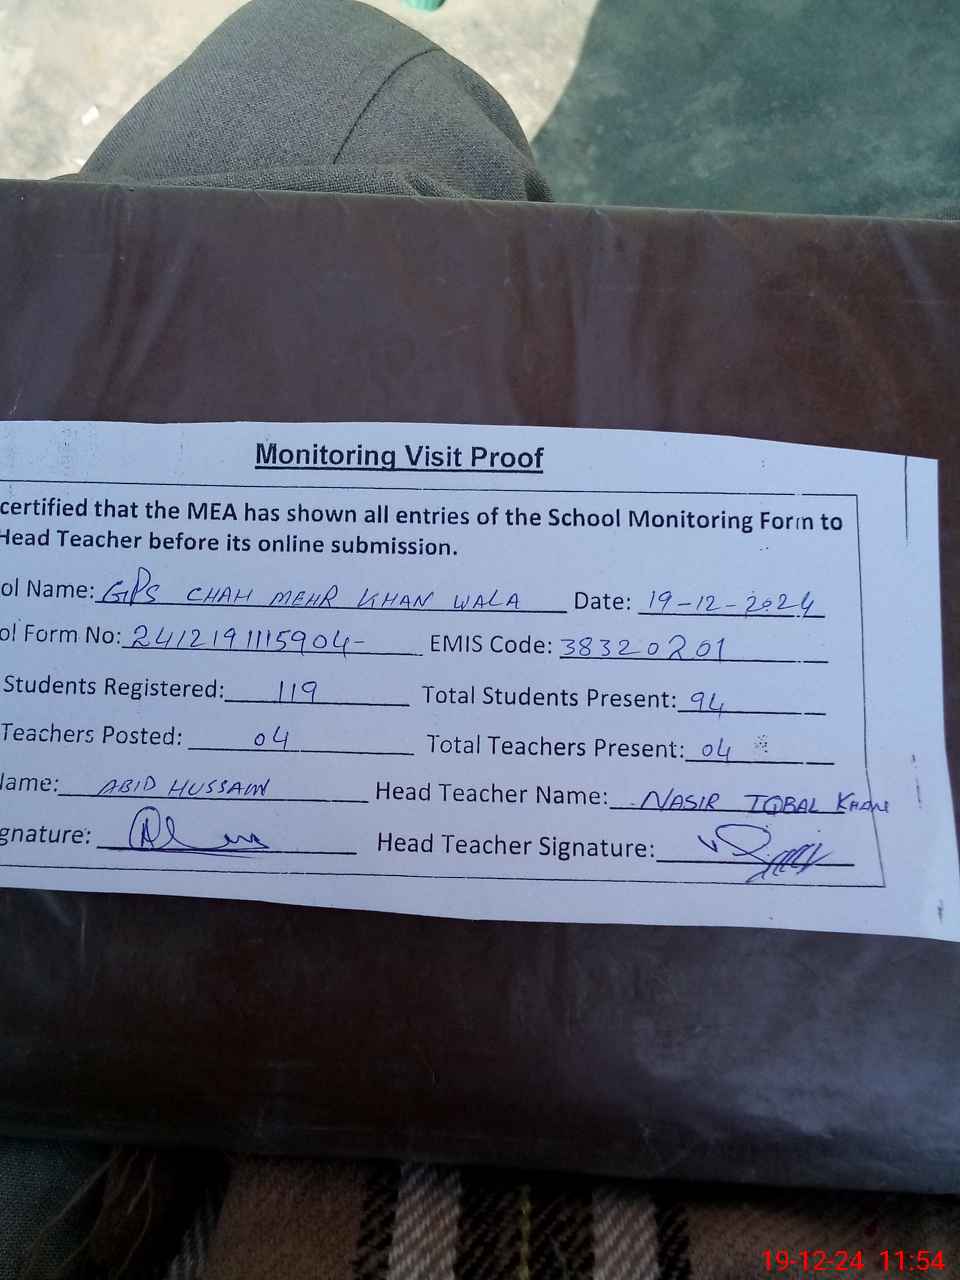 Monitoring Visit Proof
certified that the MEA has shown all entries of the School Monitoring Form to
Head Teacher before its online submission.
ol Name: GPS CHAH MEHR KHAN WALA Date: 19-12-2024
ol Form No: 2412191115904- EMIS Code: 38320201
Students Registered: 119 Total Students Present: 94
Teachers Posted: 04 Total Teachers Present: 04
Name: ABID HUSSAIN Head Teacher Name: NASIR IQBAL KHAN
gnature: Head Teacher Signature:
19-12-24 11:54